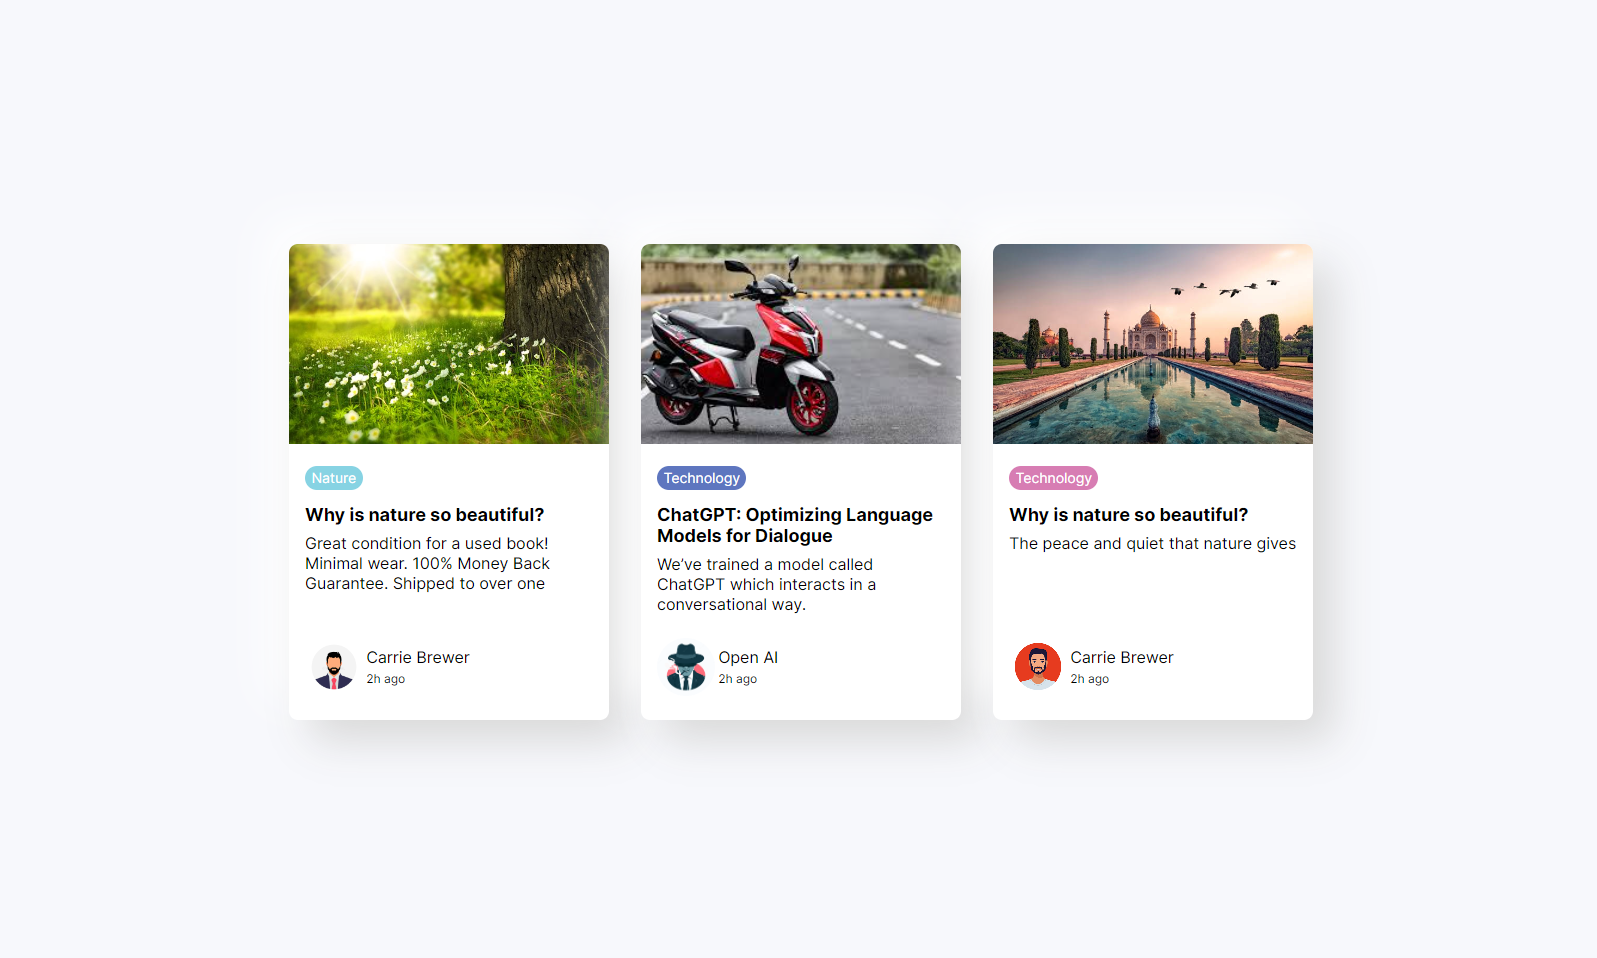 Nature
Why is nature so beautiful?
Great condition for a used book!
Minimal wear. 100% Money Back
Guarantee. Shipped to over one
Carrie Brewer
2h ago
Technology
ChatGPT: Optimizing Language
Models for Dialogue
We’ve trained a model called
ChatGPT which interacts in a
conversational way.
Open AI
2h ago
Technology
Why is nature so beautiful?
The peace and quiet that nature gives
Carrie Brewer
2h ago